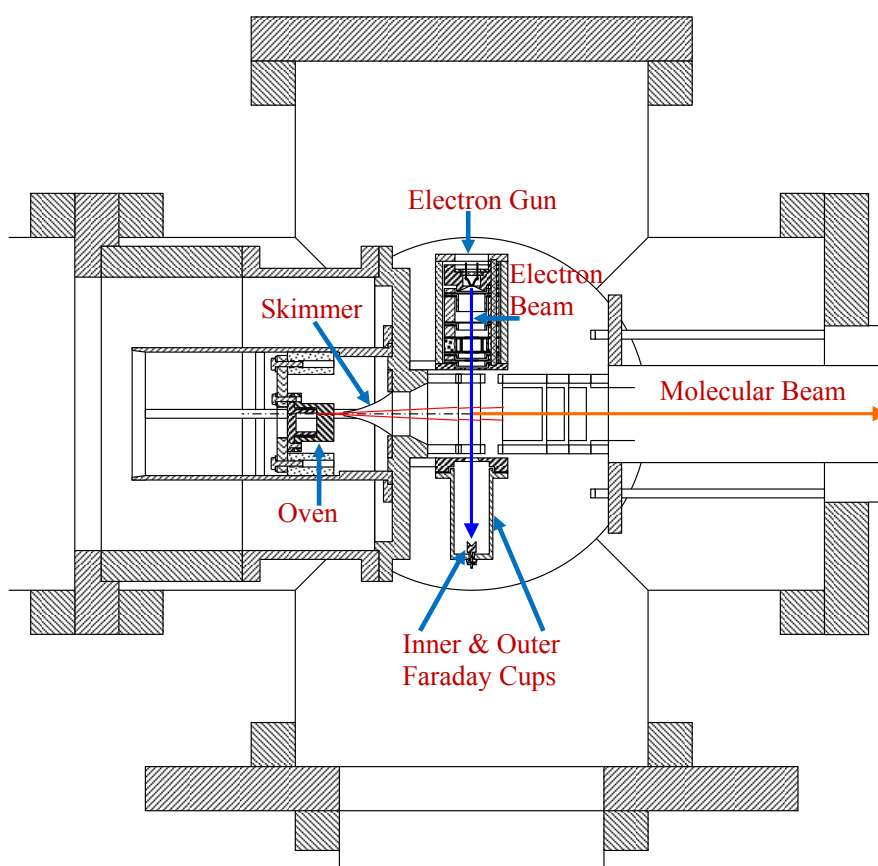 Electron Gun
Electron
Beam
Skimmer
Molecular Beam
Oven
Inner & Outer
Faraday Cups